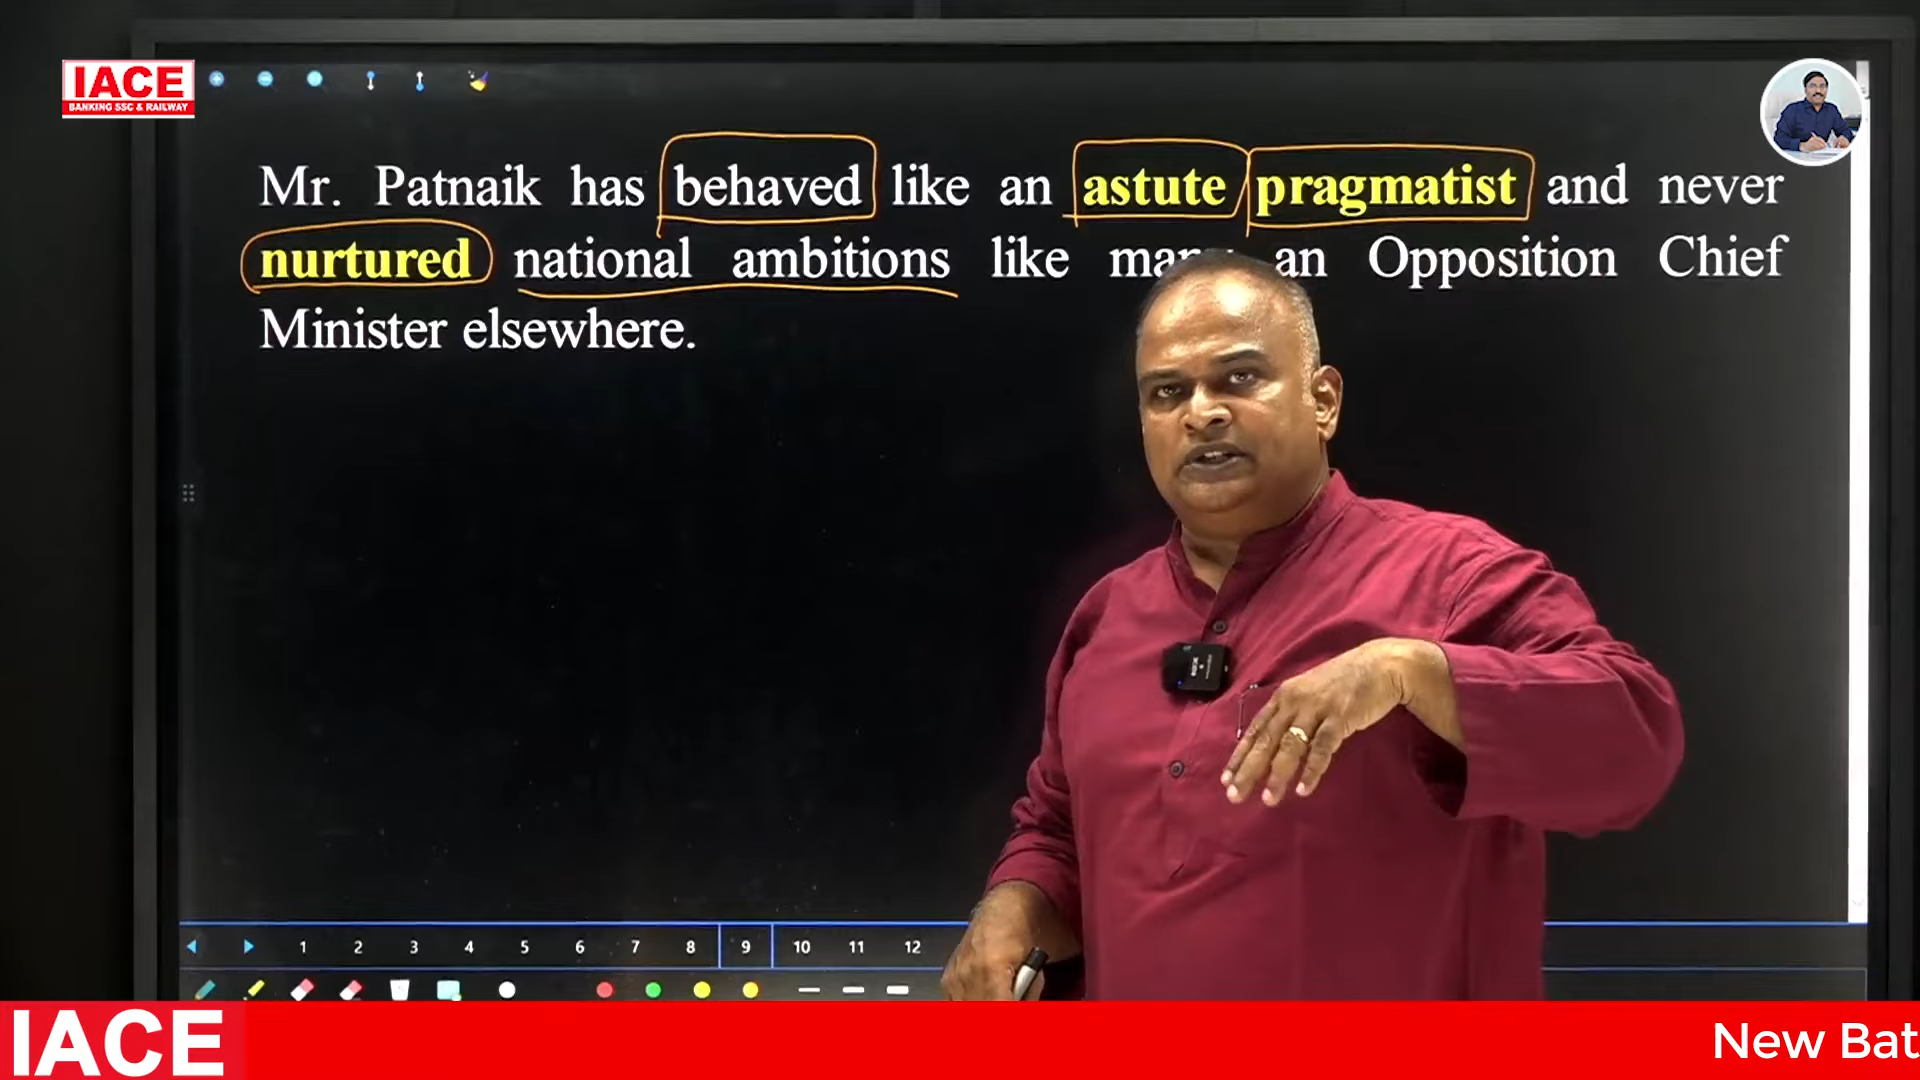 IACE
BANKING SSC & RAILWAY
Mr. Patnaik has behaved like an astute pragmatist and never
nurtured national ambitions like many an Opposition Chief
Minister elsewhere.
1 2 3 4 5 6 7 8 9 10 11 12
IACE
New Bat